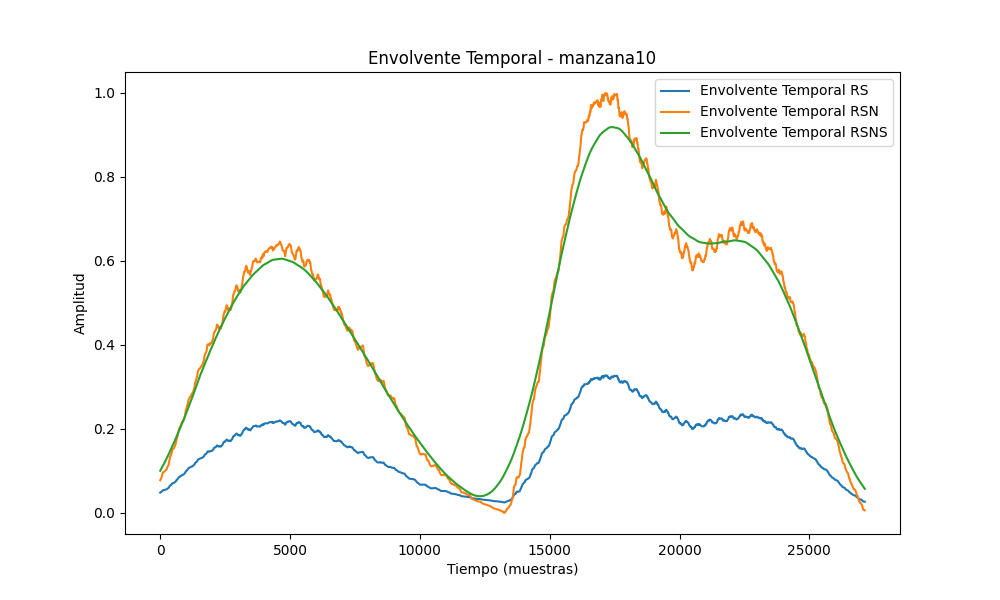 Envolvente Temporal - manzana10
Envolvente Temporal RS
Envolvente Temporal RSN
Envolvente Temporal RSNS
Amplitud
1.0
0.8
0.6
0.4
0.2
0.0
0 5000 10000 15000 20000 25000
Tiempo (muestras)